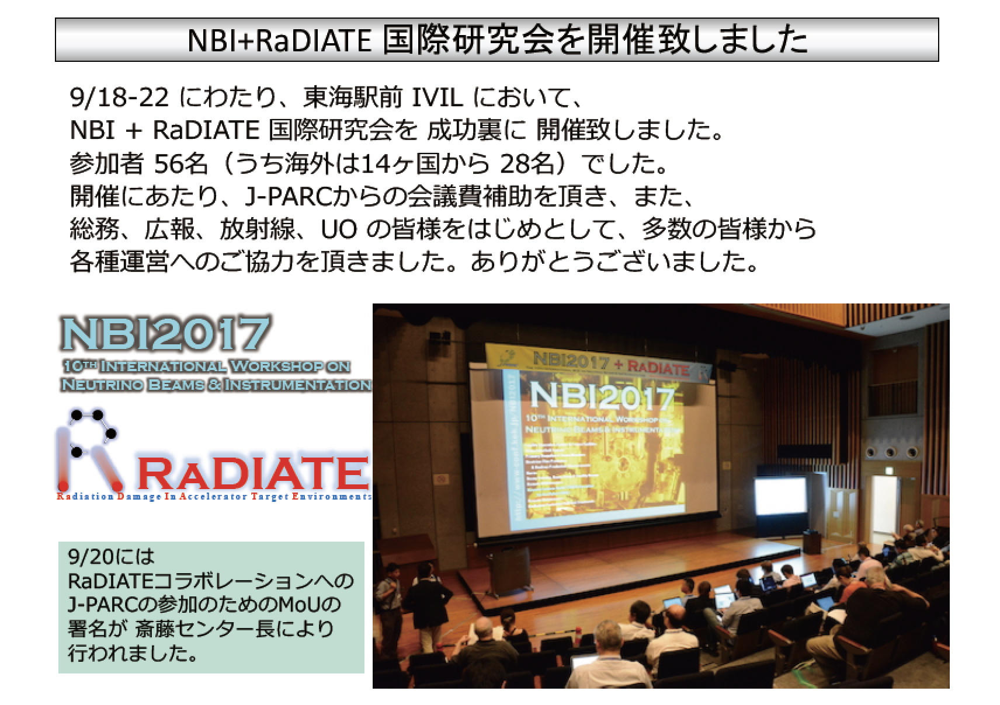 NBI+RaDIATE 国際研究会を開催致しました
9/18-22 にわたり、東海駅前 IVIL において、
NBI + RaDIATE 国際研究会を 成功裏に 開催致しました。
参加者 56名（うち海外は14ヶ国から 28名）でした。
開催にあたり、J-PARCからの会議費補助を頂き、また、
総務、広報、放射線、UO の皆様をはじめとして、多数の皆様から
各種運営へのご協力を頂きました。ありがとうございました。
NBI2017
10TH INTERNATIONAL WORKSHOP ON
NEUTRINO BEAMS & INSTRUMENTATION
RADIATE
Radiation Damage In Accelerator Target Environments
9/20には
RaDIATEコラボレーションへの
J-PARCの参加のためのMoUの
署名が 斎藤センター長により
行われました。
NBI2017 + RADIATE
NBI2017
10TH INTERNATIONAL WORKSHOP ON
NEUTRINO BEAMS & INSTRUMENTATION